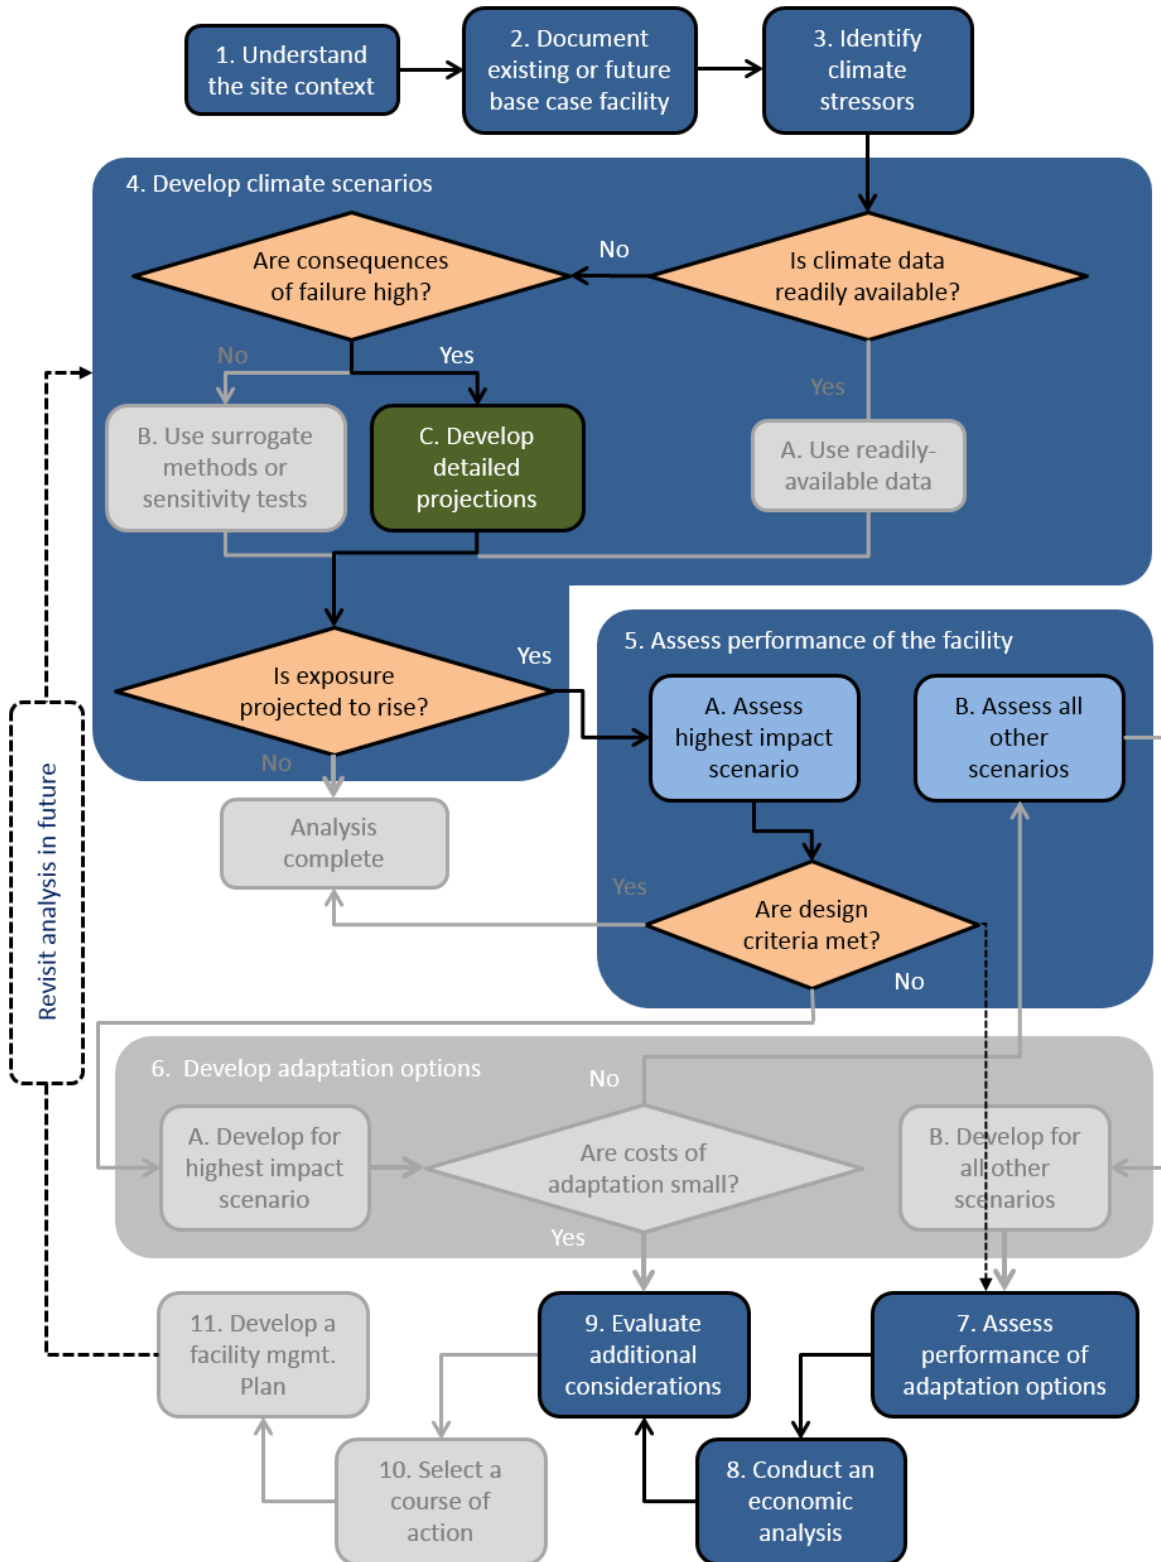 1. Understand
the site context
2. Document
existing or future
base case facility
3. Identify
climate
stressors
4. Develop climate scenarios
Are consequences
of failure high?
No
Is climate data
readily available?
No
Yes
Yes
B. Use surrogate
methods or
sensitivity tests
C. Develop
detailed
projections
A. Use readily-
available data
Is exposure
projected to rise?
Yes
No
Analysis
complete
5. Assess performance of the facility
A. Assess
highest impact
scenario
B. Assess all
other
scenarios
Yes
Are design
criteria met?
No
Revisit analysis in future
6. Develop adaptation options
No
A. Develop for
highest impact
scenario
Are costs of
adaptation small?
B. Develop for
all other
scenarios
Yes
11. Develop a
facility mgmt.
Plan
9. Evaluate
additional
considerations
7. Assess
performance of
adaptation options
10. Select a
course of
action
8. Conduct an
economic
analysis